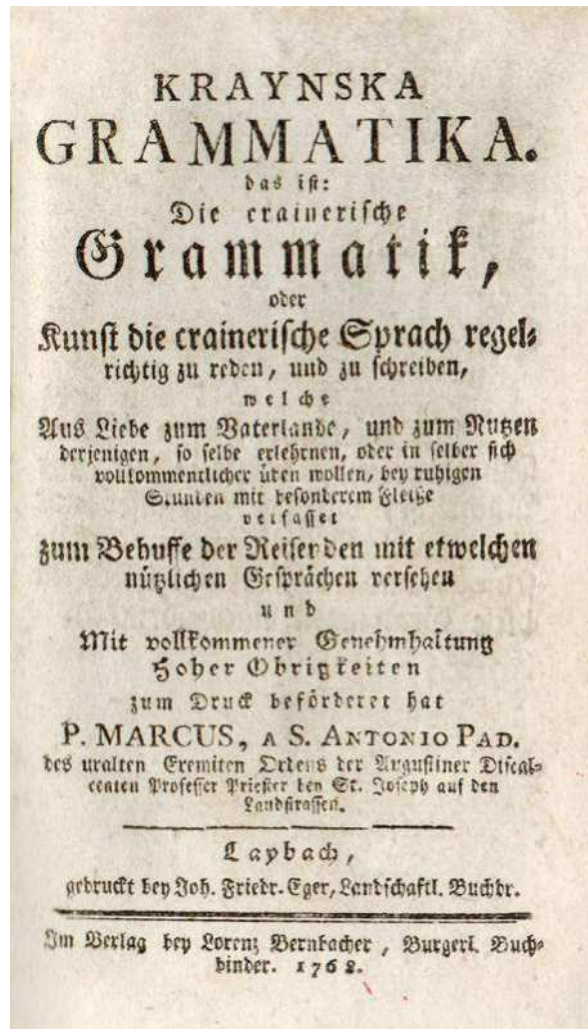 KRAYNSKA
GRAMMATIKA.
das ist:
Die crainerische
Grammatik,
oder
Kunst die crainerische Sprach regel-
richtig zu reden, und zu schreiben,
welche
Aus Liebe zum Vaterlande, und zum Nutzen
derjenigen, so selbe erlehrnen, oder in selber sich
vollkommentlicher üben wollen, bey ruhigen
Stunden mit besonderem Fleiße
verfasset
zum Behuffe der Reisenden mit etwelchen
nützlichen Gesprächen versehen
und
Mit vollkommener Genehmhaltung
Hoher Obrigkeiten
zum Druck beförderet hat
P. MARCUS, A S. ANTONIO PAD.
des uralten Eremiten Ordens der Augustiner Discal-
ceaten Professer Priester bey St. Joseph auf den
Landstrassen.
Laybach,
gedruckt bey Joh. Friedr. Eger, Landschaftl. Buchdr.
Im Verlag bey Lorenz Bernbacher, Burgerl. Buch-
binder. 1768.